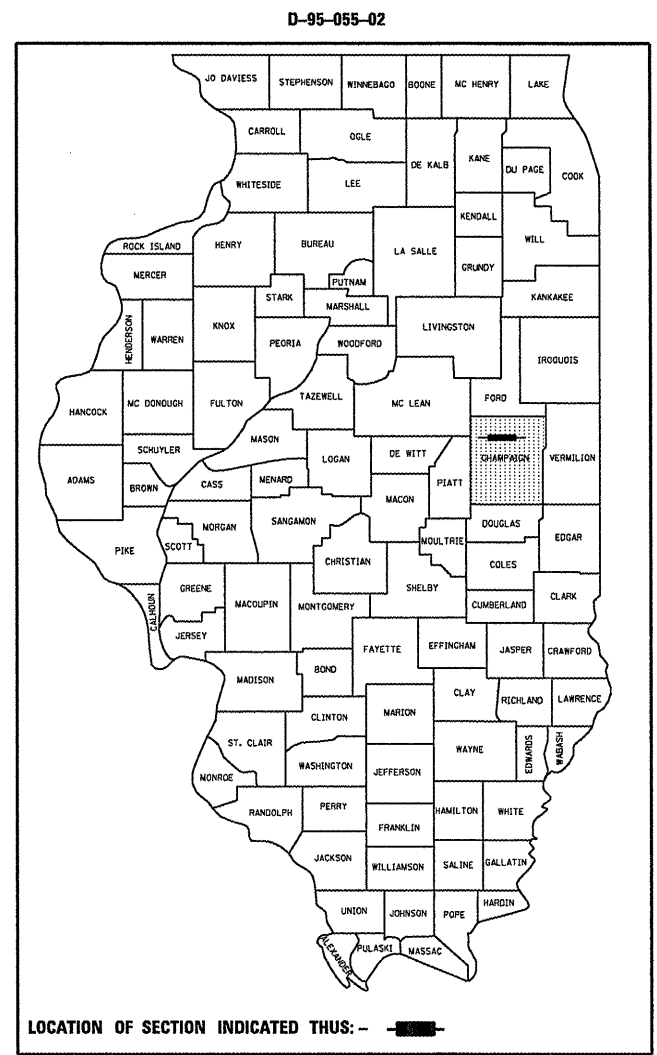 D-95-055-02
JO DAVIESS
STEPHENSON
WINNEBAGO
BOONE
MC HENRY
LAKE
CARROLL
OGLE
DE KALB
KANE
DU PAGE
COOK
WHITESIDE
LEE
KENDALL
WILL
ROCK ISLAND
HENRY
BUREAU
LA SALLE
GRUNDY
MERCER
PUTNAM
STARK
MARSHALL
KANKAKEE
HENDERSON
WARREN
KNOX
PEORIA
WOODFORD
LIVINGSTON
IROQUOIS
HANCOCK
MC DONOUGH
FULTON
TAZEWELL
MC LEAN
FORD
MASON
SCHUYLER
LOGAN
DE WITT
CHAMPAIGN
VERMILION
ADAMS
BROWN
CASS
MENARD
MACON
PIATT
MORGAN
SANGAMON
DOUGLAS
EDGAR
PIKE
SCOTT
CHRISTIAN
MOULTRIE
COLES
CALHOUN
GREENE
MACOUPIN
MONTGOMERY
SHELBY
CUMBERLAND
CLARK
JERSEY
FAYETTE
EFFINGHAM
JASPER
CRAWFORD
MADISON
BOND
CLAY
RICHLAND
LAWRENCE
CLINTON
MARION
ST. CLAIR
WAYNE
EDWARDS
WABASH
MONROE
WASHINGTON
JEFFERSON
RANDOLPH
PERRY
HAMILTON
WHITE
FRANKLIN
JACKSON
WILLIAMSON
SALINE
GALLATIN
UNION
JOHNSON
POPE
HARDIN
ALEXANDER
PULASKI
MASSAC
LOCATION OF SECTION INDICATED THUS: -